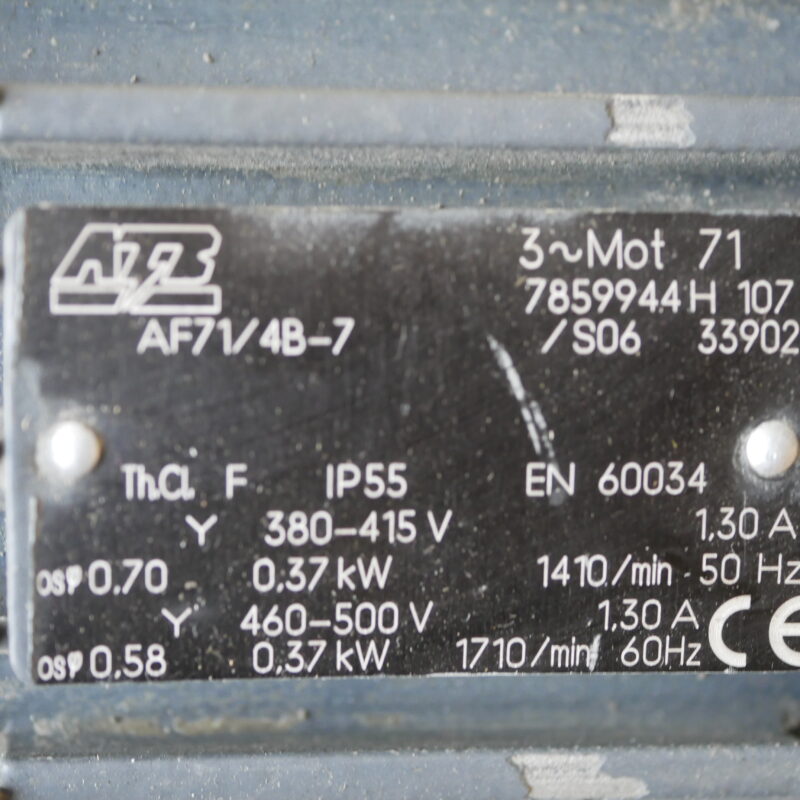 ATB
3~Mot 71
7859944H 107
AF71/4B-7 /S06 33902
Th.Cl. F IP55 EN 60034
Y 380-415 V 1,30 A
cosφ 0,70 0,37 kW 1410/min 50 Hz
Y 460-500 V 1,30 A
cosφ 0,58 0,37 kW 1710/min 60Hz
CE